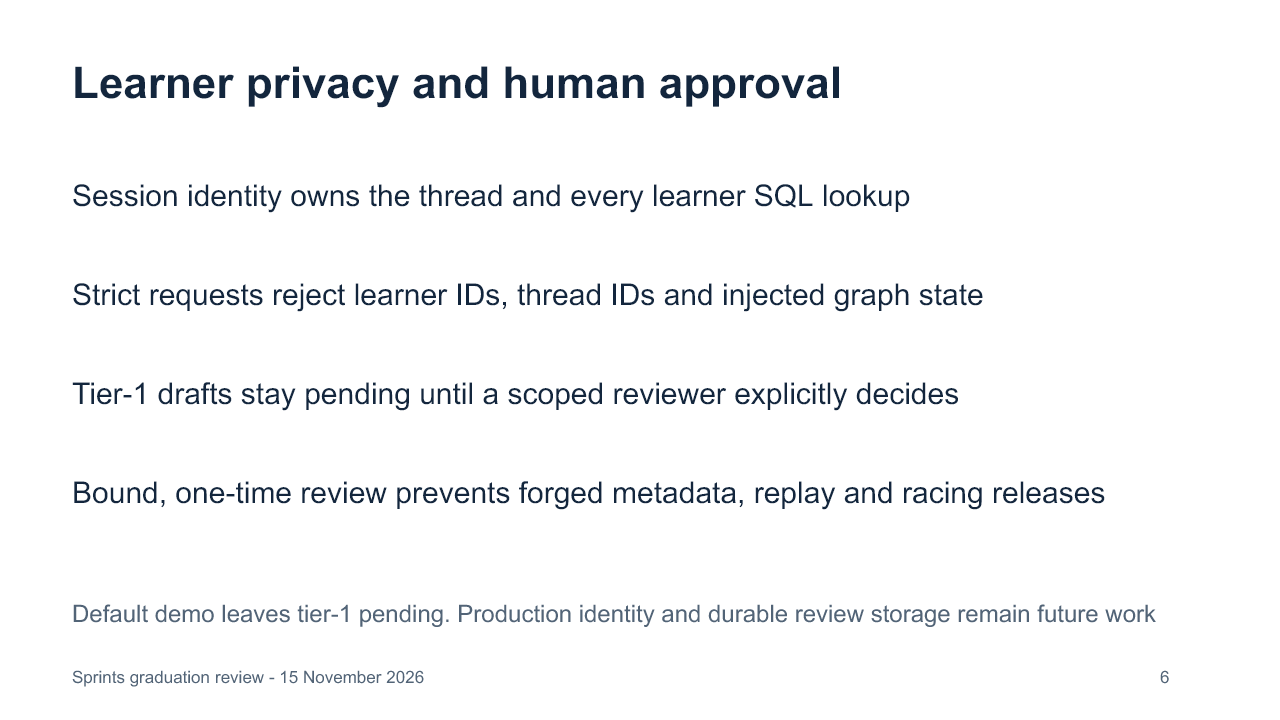 Learner privacy and human approval
Session identity owns the thread and every learner SQL lookup
Strict requests reject learner IDs, thread IDs and injected graph state
Tier-1 drafts stay pending until a scoped reviewer explicitly decides
Bound, one-time review prevents forged metadata, replay and racing releases
Default demo leaves tier-1 pending. Production identity and durable review storage remain future work
Sprints graduation review - 15 November 2026
6